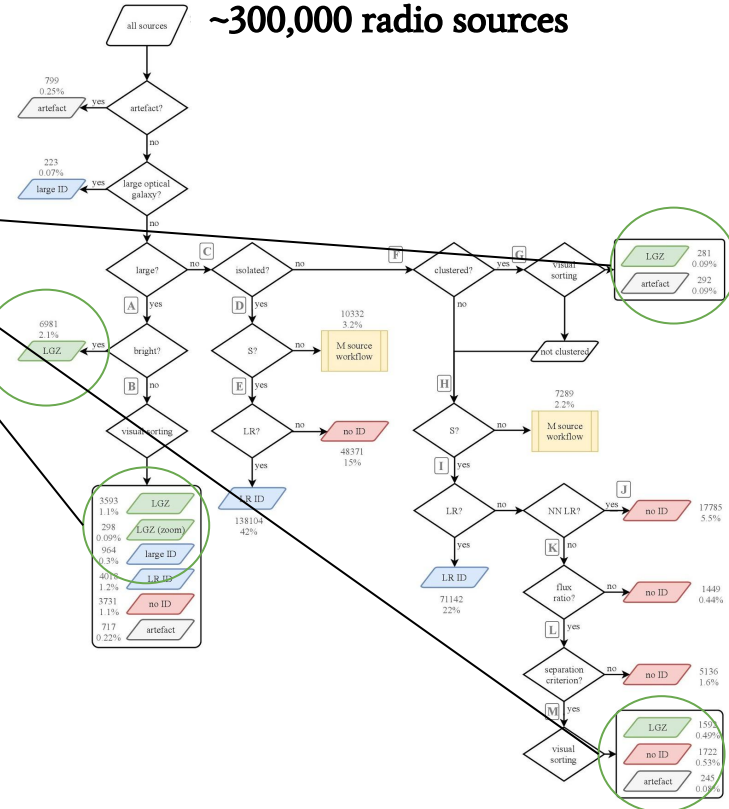 ~300,000 radio sources
all sources
799
0.25%
artefact
yes
artefact?
no
223
0.07%
large ID
yes
large optical
galaxy?
no
large?
no
C
isolated?
no
F
clustered?
yes
G
visual
sorting
LGZ
281
0.09%
artefact
292
0.09%
A
yes
D
yes
no
not clustered
6981
2.1%
LGZ
yes
bright?
S?
no
10332
3.2%
M source
workflow
B
no
E
yes
H
visual sorting
LR?
no
no ID
48371
15%
S?
no
7289
2.2%
M source
workflow
yes
I
yes
LR ID
138104
42%
3593
1.1%
LGZ
298
0.09%
LGZ (zoom)
964
0.3%
large ID
4018
1.2%
LR ID
3731
1.1%
no ID
717
0.22%
artefact
LR?
no
NN LR?
yes
J
no ID
17785
5.5%
yes
K
no
LR ID
71142
22%
flux
ratio?
no
no ID
1449
0.44%
L
yes
separation
criterion?
no
no ID
5136
1.6%
M
yes
visual
sorting
LGZ
1592
0.49%
no ID
1722
0.53%
artefact
245
0.08%